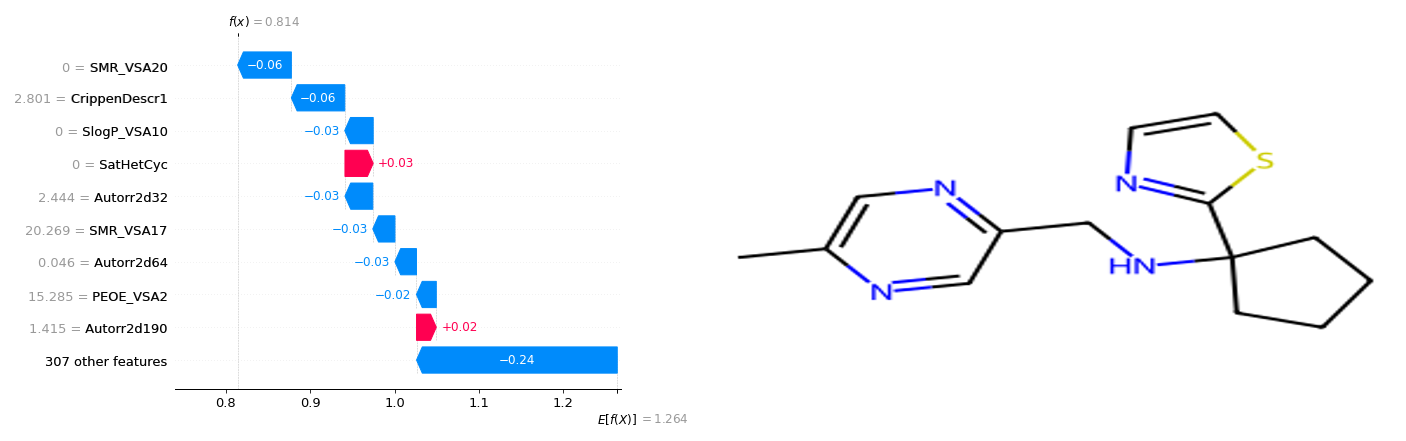 f(x) = 0.814
0 = SMR_VSA20 −0.06
2.801 = CrippenDescr1 −0.06
0 = SlogP_VSA10 −0.03
0 = SatHetCyc +0.03
2.444 = Autorr2d32 −0.03
20.269 = SMR_VSA17 −0.03
0.046 = Autorr2d64 −0.03
15.285 = PEOE_VSA2 −0.02
1.415 = Autorr2d190 +0.02
307 other features −0.24
0.8 0.9 1.0 1.1 1.2
E[f(X)] = 1.264
N
S
N
HN
N